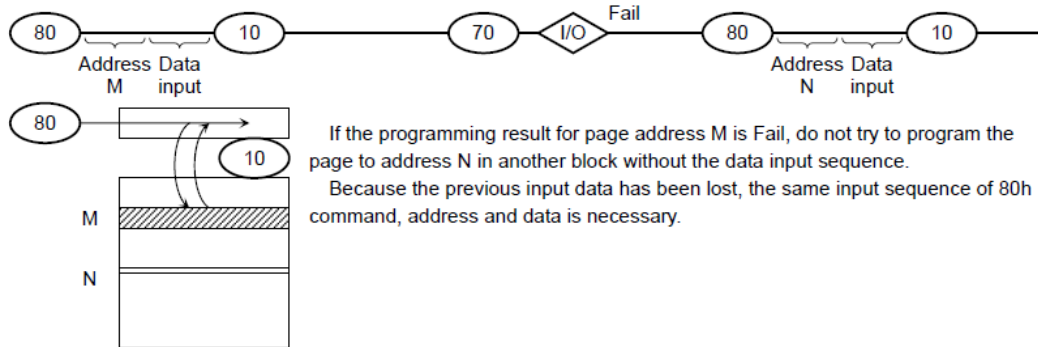 Fail
80 10 70 I/O 80 10
Address Data Address Data
M input N input
80
If the programming result for page address M is Fail, do not try to program the
10 page to address N in another block without the data input sequence.
Because the previous input data has been lost, the same input sequence of 80h
M command, address and data is necessary.
N